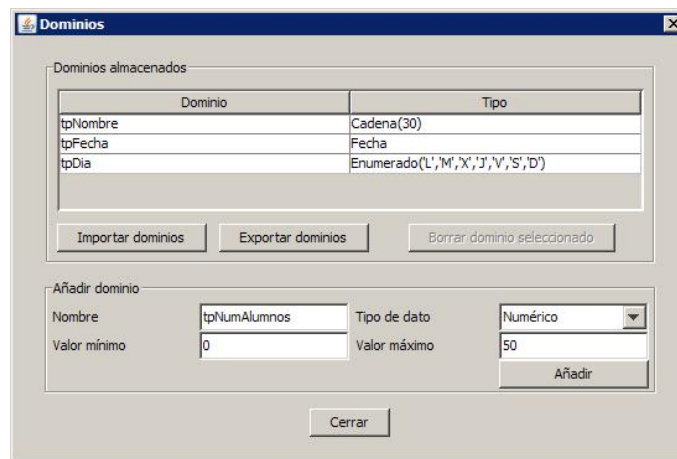 Dominios
Dominios almacenados
Dominio Tipo
tpNombre Cadena(30)
tpFecha Fecha
tpDia Enumerado('L','M','X','J','V','S','D')
Importar dominios Exportar dominios Borrar dominio seleccionado
Añadir dominio
Nombre tpNumAlumnos Tipo de dato Numérico
Valor mínimo 0 Valor máximo 50
Añadir
Cerrar